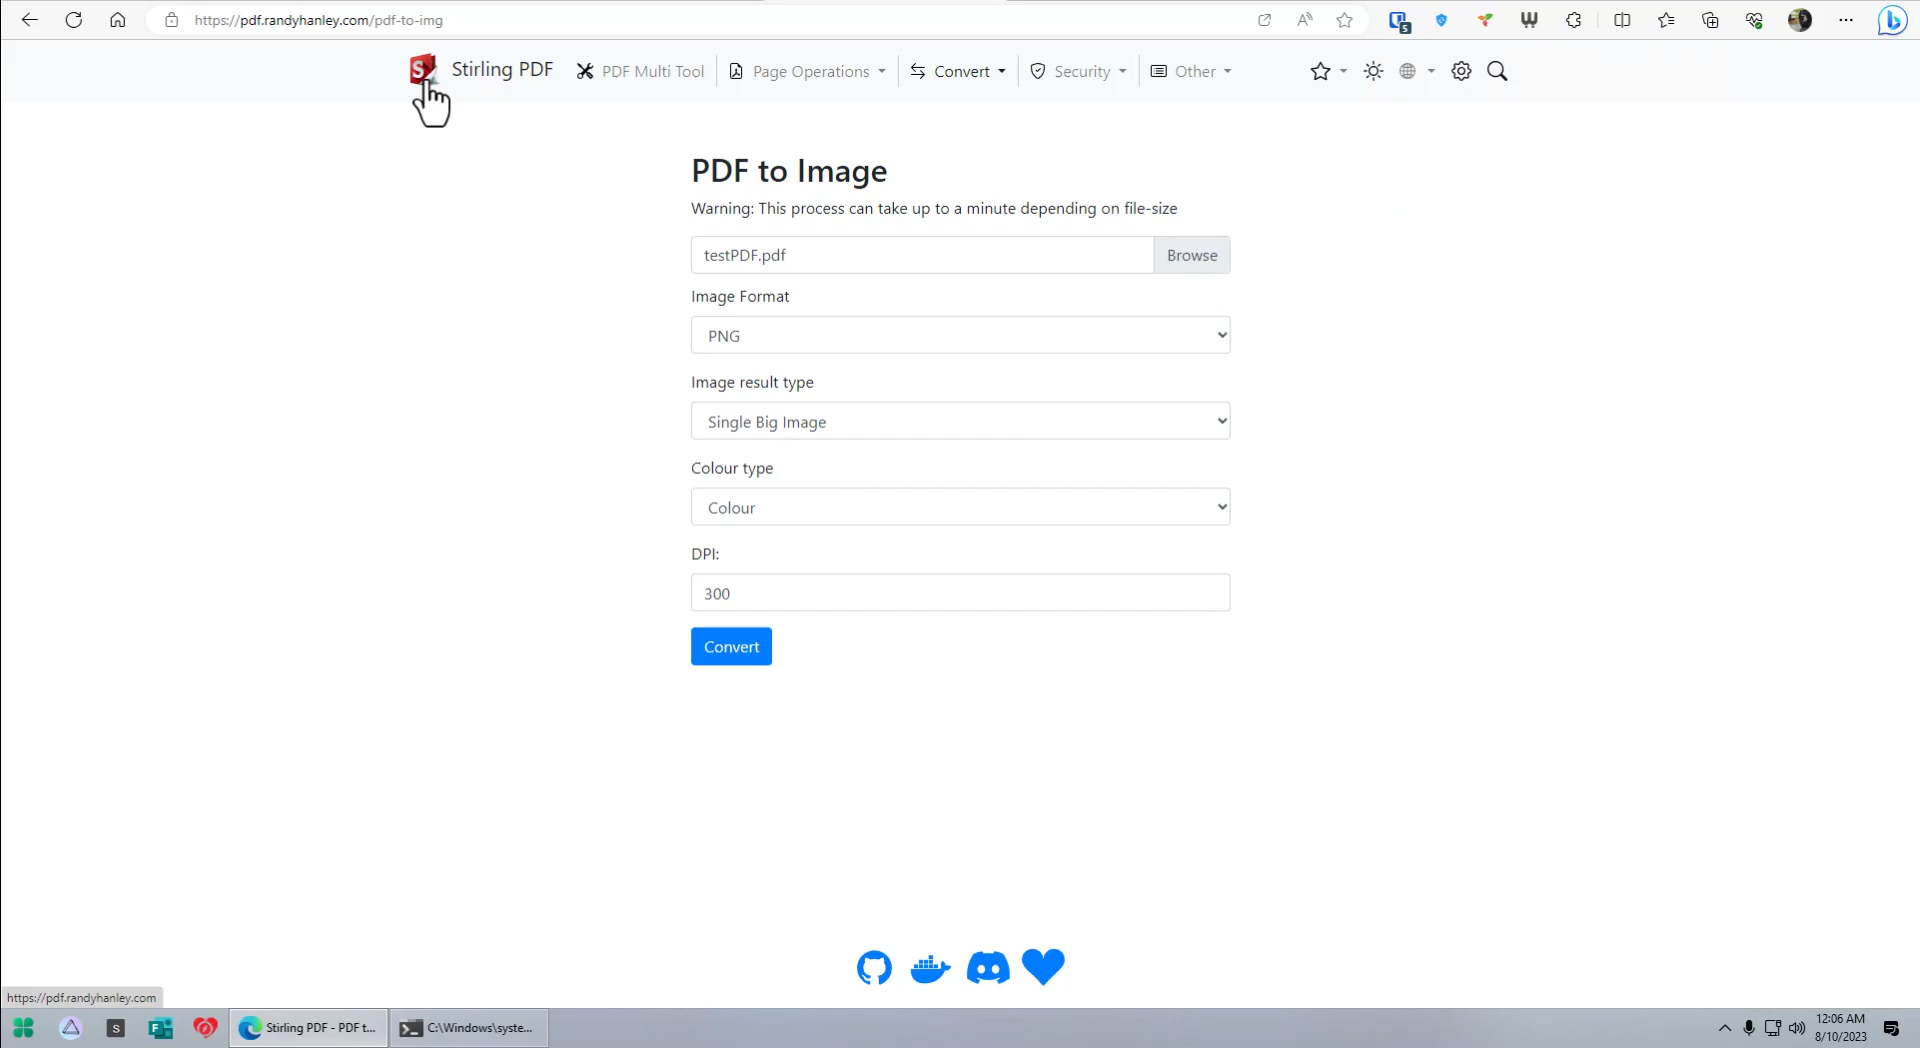 https://pdf.randyhanley.com/pdf-to-img
Stirling PDF
PDF Multi Tool
Page Operations
Convert
Security
Other
PDF to Image
Warning: This process can take up to a minute depending on file-size
testPDF.pdf
Browse
Image Format
PNG
Image result type
Single Big Image
Colour type
Colour
DPI:
300
Convert
https://pdf.randyhanley.com
Stirling PDF - PDF t...
C:\Windows\syste...
12:06 AM
8/10/2023